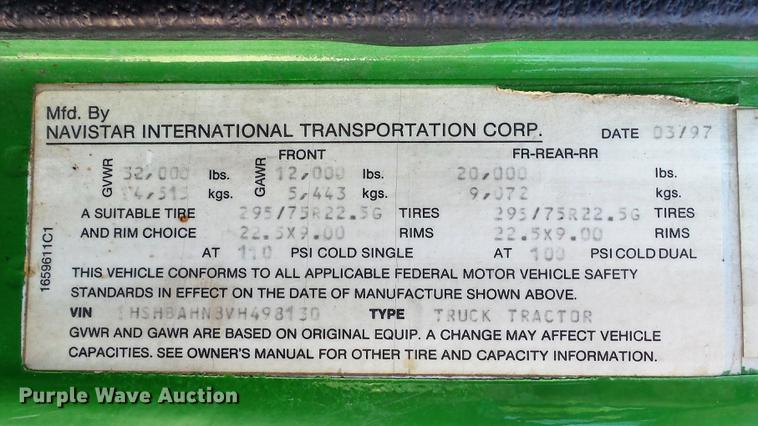 Mfd. By
NAVISTAR INTERNATIONAL TRANSPORTATION CORP. DATE 03/97
FRONT FR-REAR-RR
GVWR 32,000 lbs. GAWR 12,000 lbs. 20,000 lbs.
14,515 kgs. 5,443 kgs. 9,072 kgs.
A SUITABLE TIRE 295/75R22.5G TIRES 295/75R22.5G TIRES
AND RIM CHOICE 22.5X9.00 RIMS 22.5X9.00 RIMS
AT 110 PSI COLD SINGLE AT 100 PSI COLD DUAL
THIS VEHICLE CONFORMS TO ALL APPLICABLE FEDERAL MOTOR VEHICLE SAFETY
STANDARDS IN EFFECT ON THE DATE OF MANUFACTURE SHOWN ABOVE.
VIN 1HSHBAHN3VH498130 TYPE TRUCK TRACTOR
GVWR AND GAWR ARE BASED ON ORIGINAL EQUIP. A CHANGE MAY AFFECT VEHICLE
CAPACITIES. SEE OWNER'S MANUAL FOR OTHER TIRE AND CAPACITY INFORMATION.
1659611C1
Purple Wave Auction